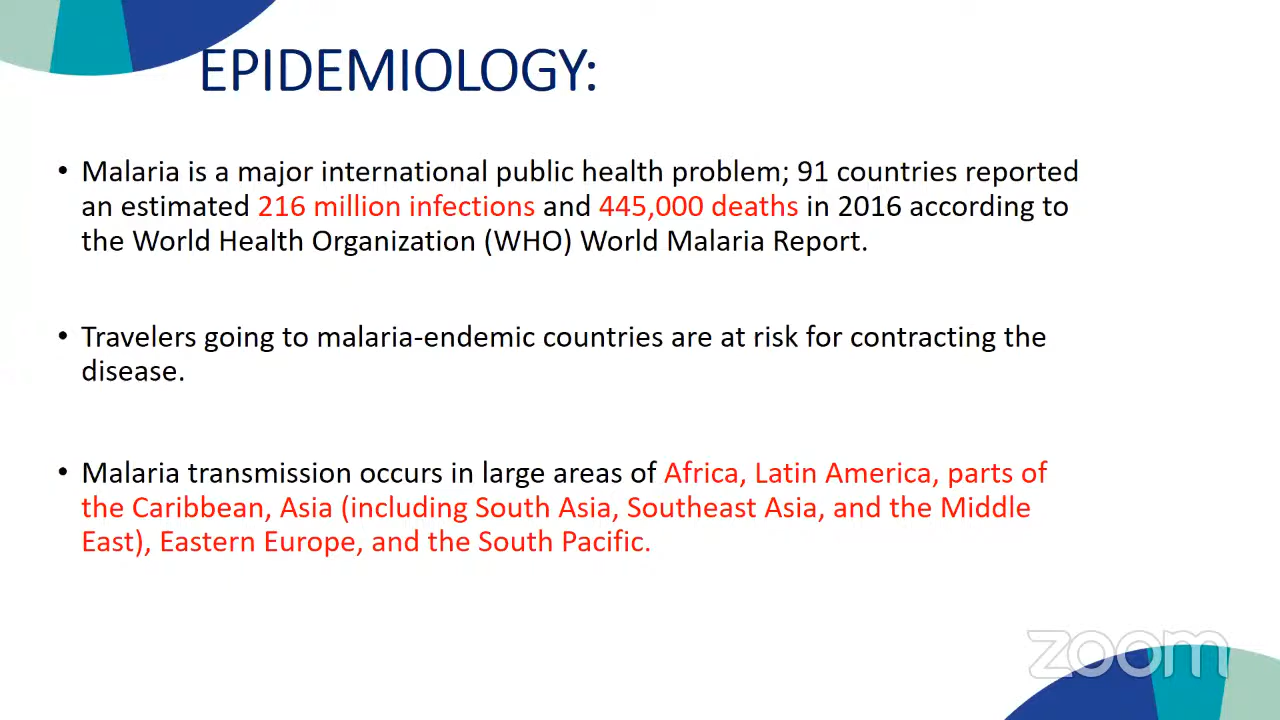 EPIDEMIOLOGY:
• Malaria is a major international public health problem; 91 countries reported
an estimated 216 million infections and 445,000 deaths in 2016 according to
the World Health Organization (WHO) World Malaria Report.
• Travelers going to malaria-endemic countries are at risk for contracting the
disease.
• Malaria transmission occurs in large areas of Africa, Latin America, parts of
the Caribbean, Asia (including South Asia, Southeast Asia, and the Middle
East), Eastern Europe, and the South Pacific.
zoom